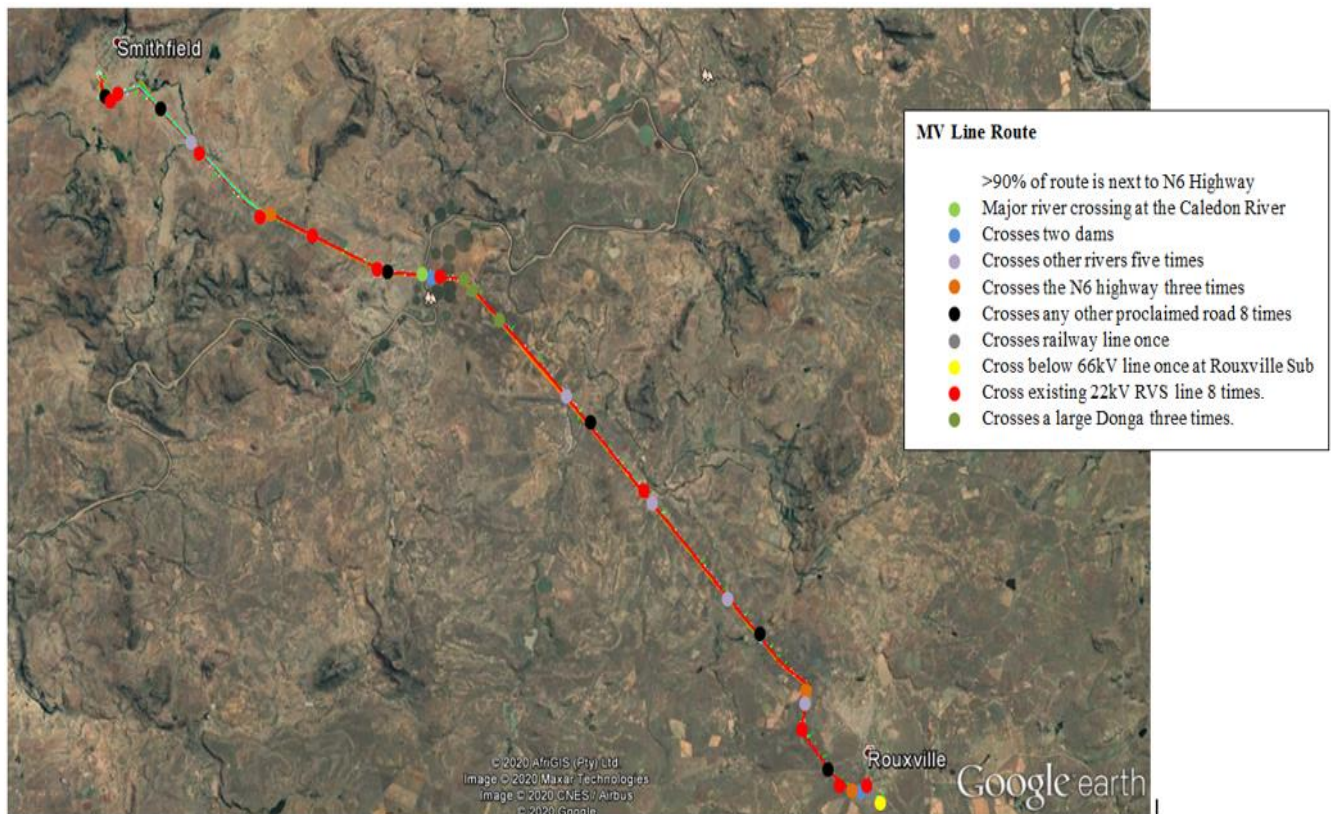 Smithfield
MV Line Route
>90% of route is next to N6 Highway
Major river crossing at the Caledon River
Crosses two dams
Crosses other rivers five times
Crosses the N6 highway three times
Crosses any other proclaimed road 8 times
Crosses railway line once
Cross below 66kV line once at Rouxville Sub
Cross existing 22kV RVS line 8 times.
Crosses a large Donga three times.
Rouxville
© 2020 AfriGIS (Pty) Ltd
Image © 2020 Maxar Technologies
Image © 2020 CNES / Airbus
© 2020 Google
Google earth